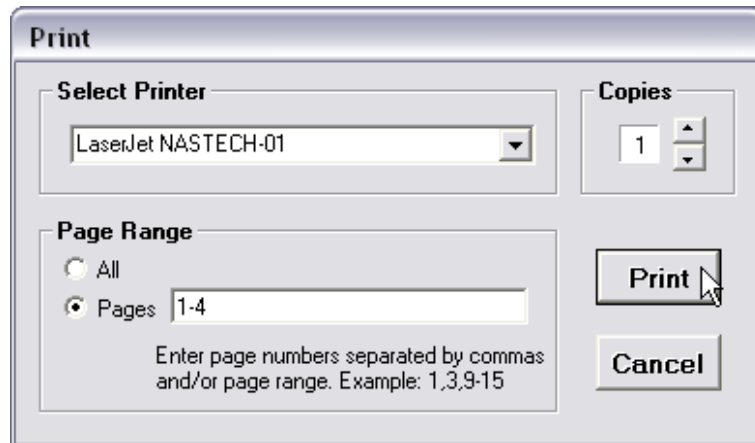 Print
Select Printer
LaserJet NASTECH-01
Copies
1
Page Range
All
Pages 1-4
Enter page numbers separated by commas
and/or page range. Example: 1,3,9-15
Print
Cancel